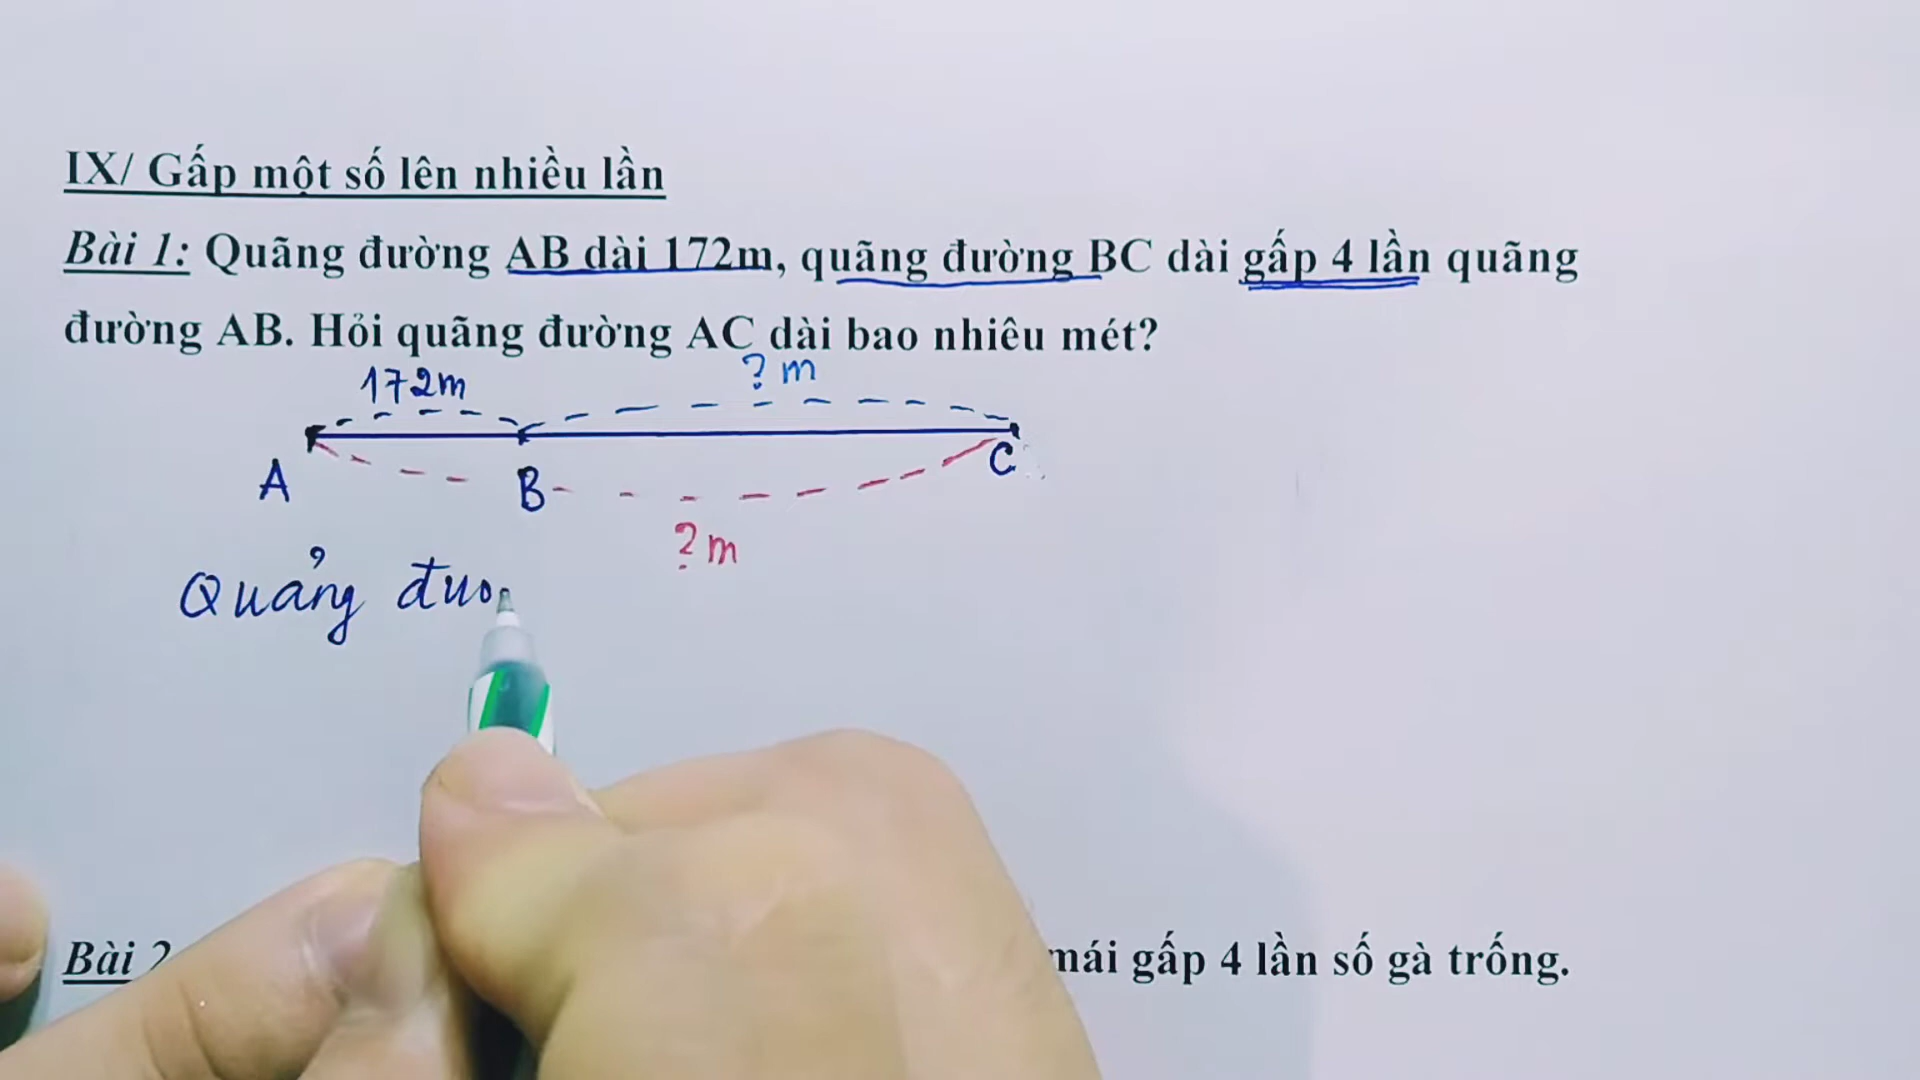 IX/ Gấp một số lên nhiều lần
Bài 1: Quãng đường AB dài 172m, quãng đường BC dài gấp 4 lần quãng
đường AB. Hỏi quãng đường AC dài bao nhiêu mét?
172m ? m
A B C
? m
Quảng đuo
Bài 2 mái gấp 4 lần số gà trống.